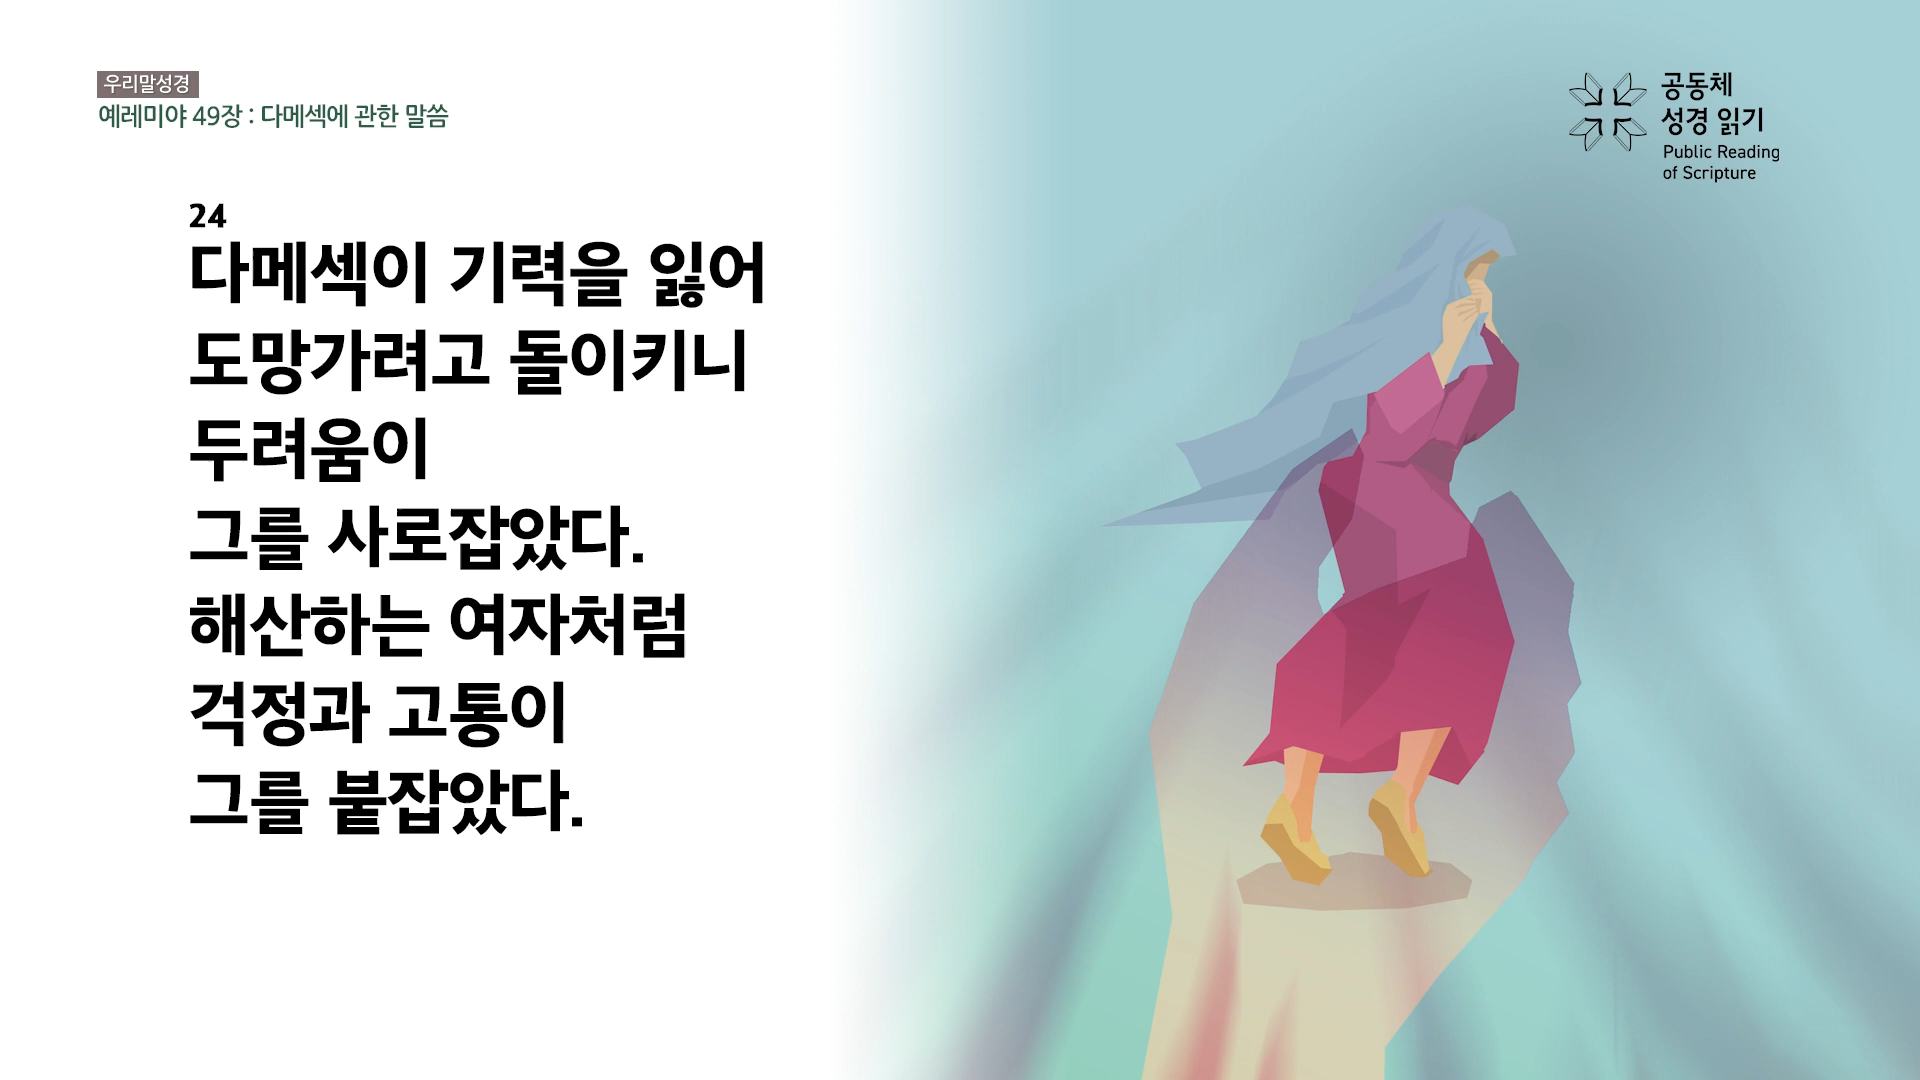 우리말성경
예레미야 49장 : 다메섹에 관한 말씀
공동체
성경 읽기
Public Reading
of Scripture
24
다메섹이 기력을 잃어
도망가려고 돌이키니
두려움이
그를 사로잡았다.
해산하는 여자처럼
걱정과 고통이
그를 붙잡았다.